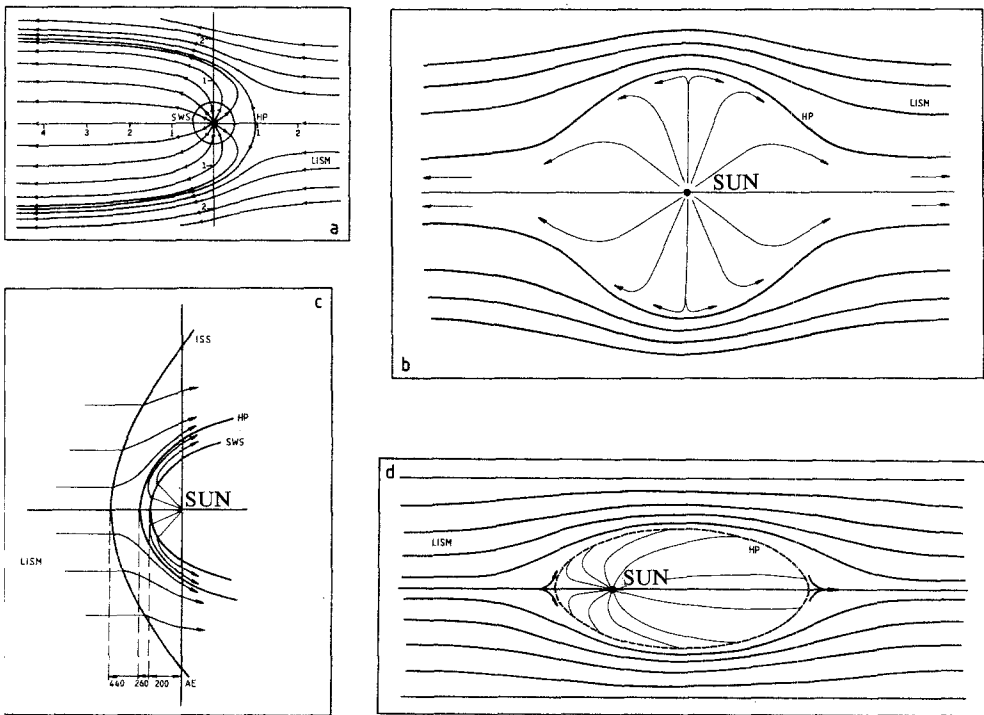 2
1
SWS HP
4 3 2 1 1 2
LISM
1
2
a
LISM
HP
SUN
b
c
ISS
HP
SWS
SUN
LISM
440 260 200 AE
d
LISM
HP
SUN